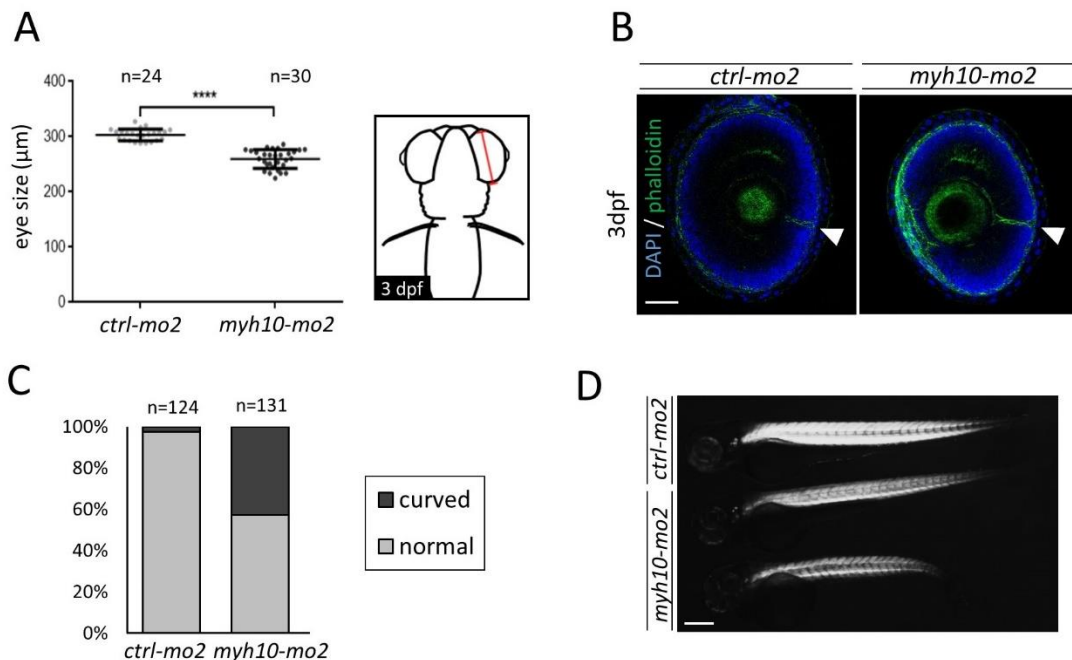 A
n=24
n=30
400
300
200
100
0
eye size (µm)
****
ctrl-mo2
myh10-mo2
3 dpf
B
ctrl-mo2
myh10-mo2
3dpf
DAPI / phalloidin
C
n=124
n=131
100%
80%
60%
40%
20%
0%
ctrl-mo2
myh10-mo2
curved
normal
D
ctrl-mo2
myh10-mo2